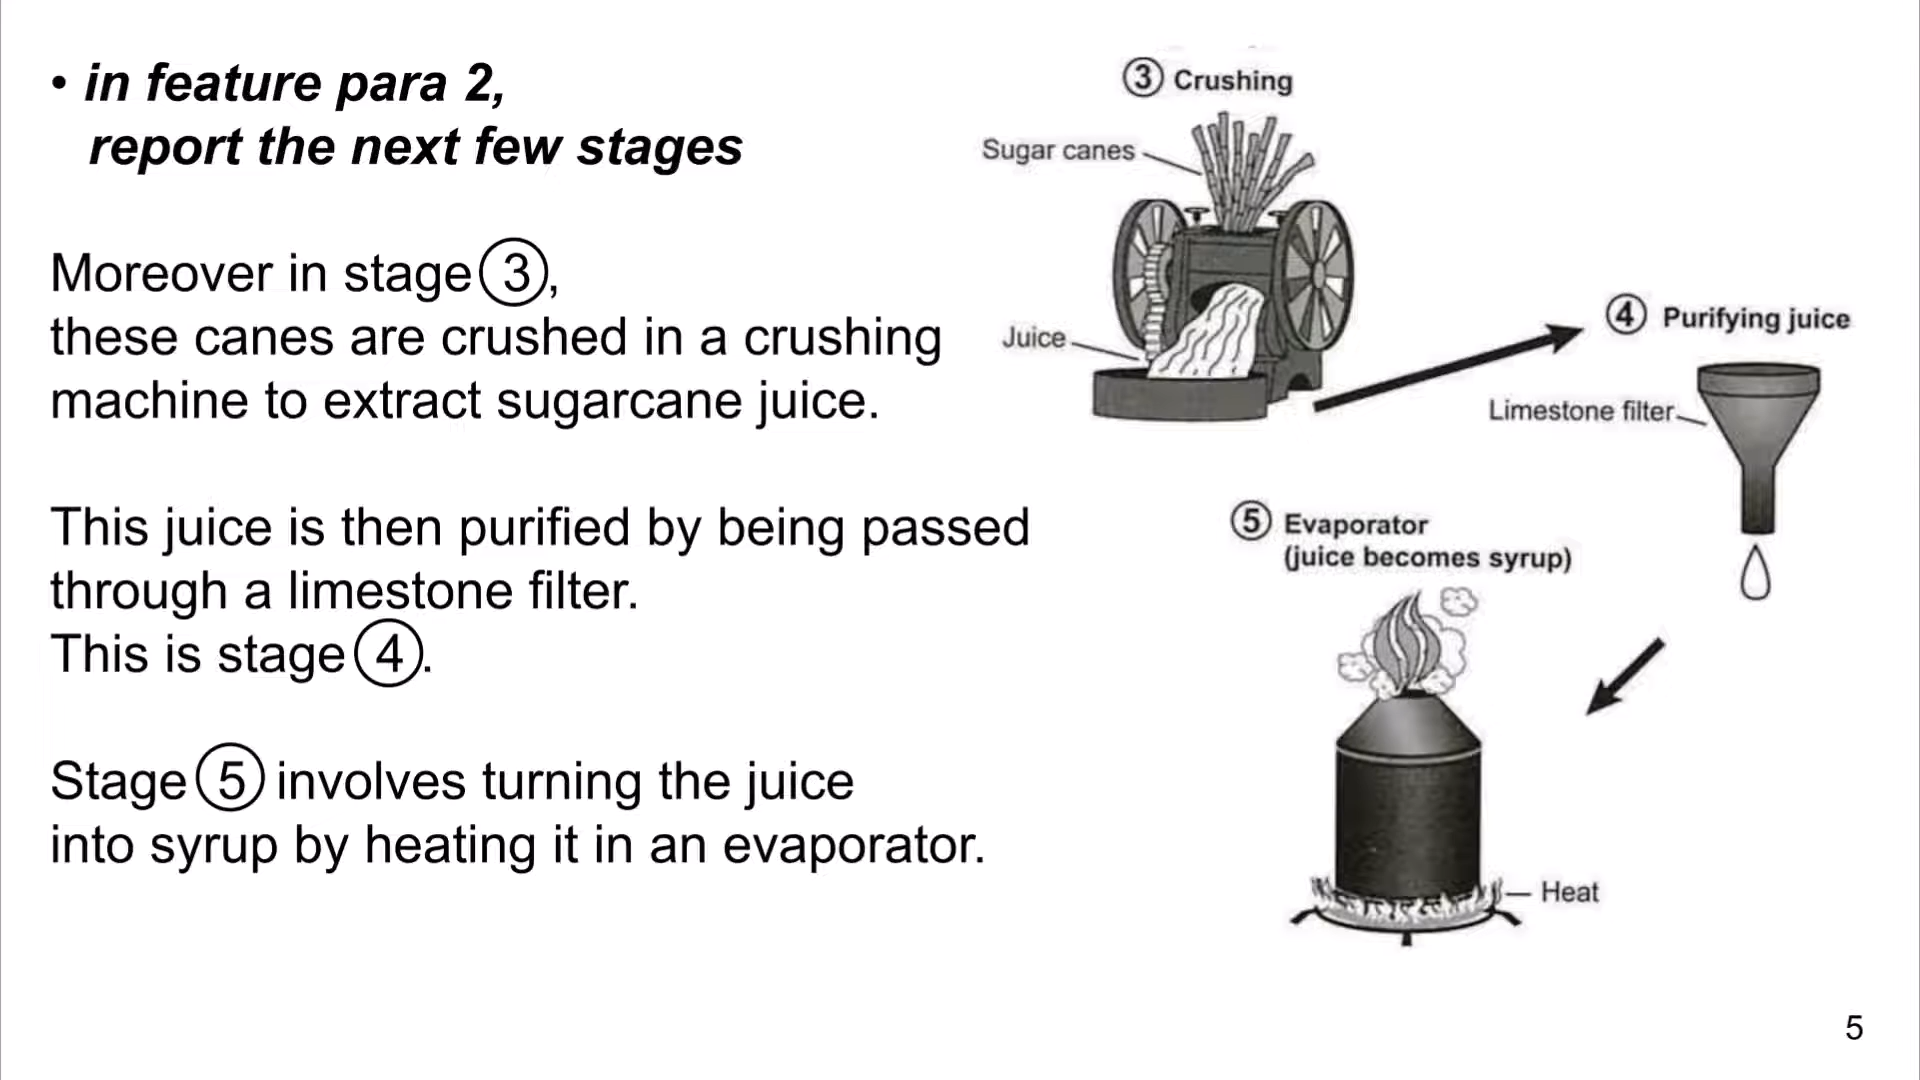 • in feature para 2,
report the next few stages
Moreover in stage ③,
these canes are crushed in a crushing
machine to extract sugarcane juice.
This juice is then purified by being passed
through a limestone filter.
This is stage ④.
Stage ⑤ involves turning the juice
into syrup by heating it in an evaporator.
③ Crushing
Sugar canes
Juice
④ Purifying juice
Limestone filter
⑤ Evaporator
(juice becomes syrup)
Heat
5